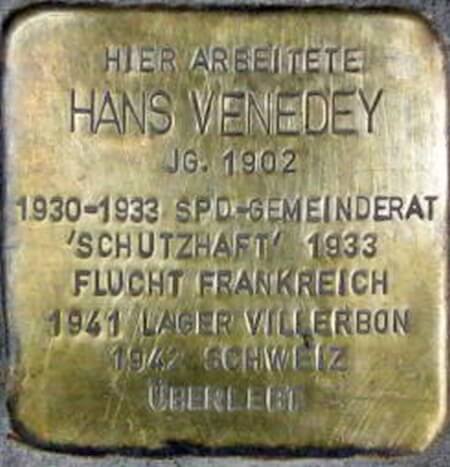 HIER ARBEITETE
HANS VENEDEY
JG. 1902
1930-1933 SPD-GEMEINDERAT
'SCHUTZHAFT' 1933
FLUCHT FRANKREICH
1941 LAGER VILLERBON
1942 SCHWEIZ
ÜBERLEBT